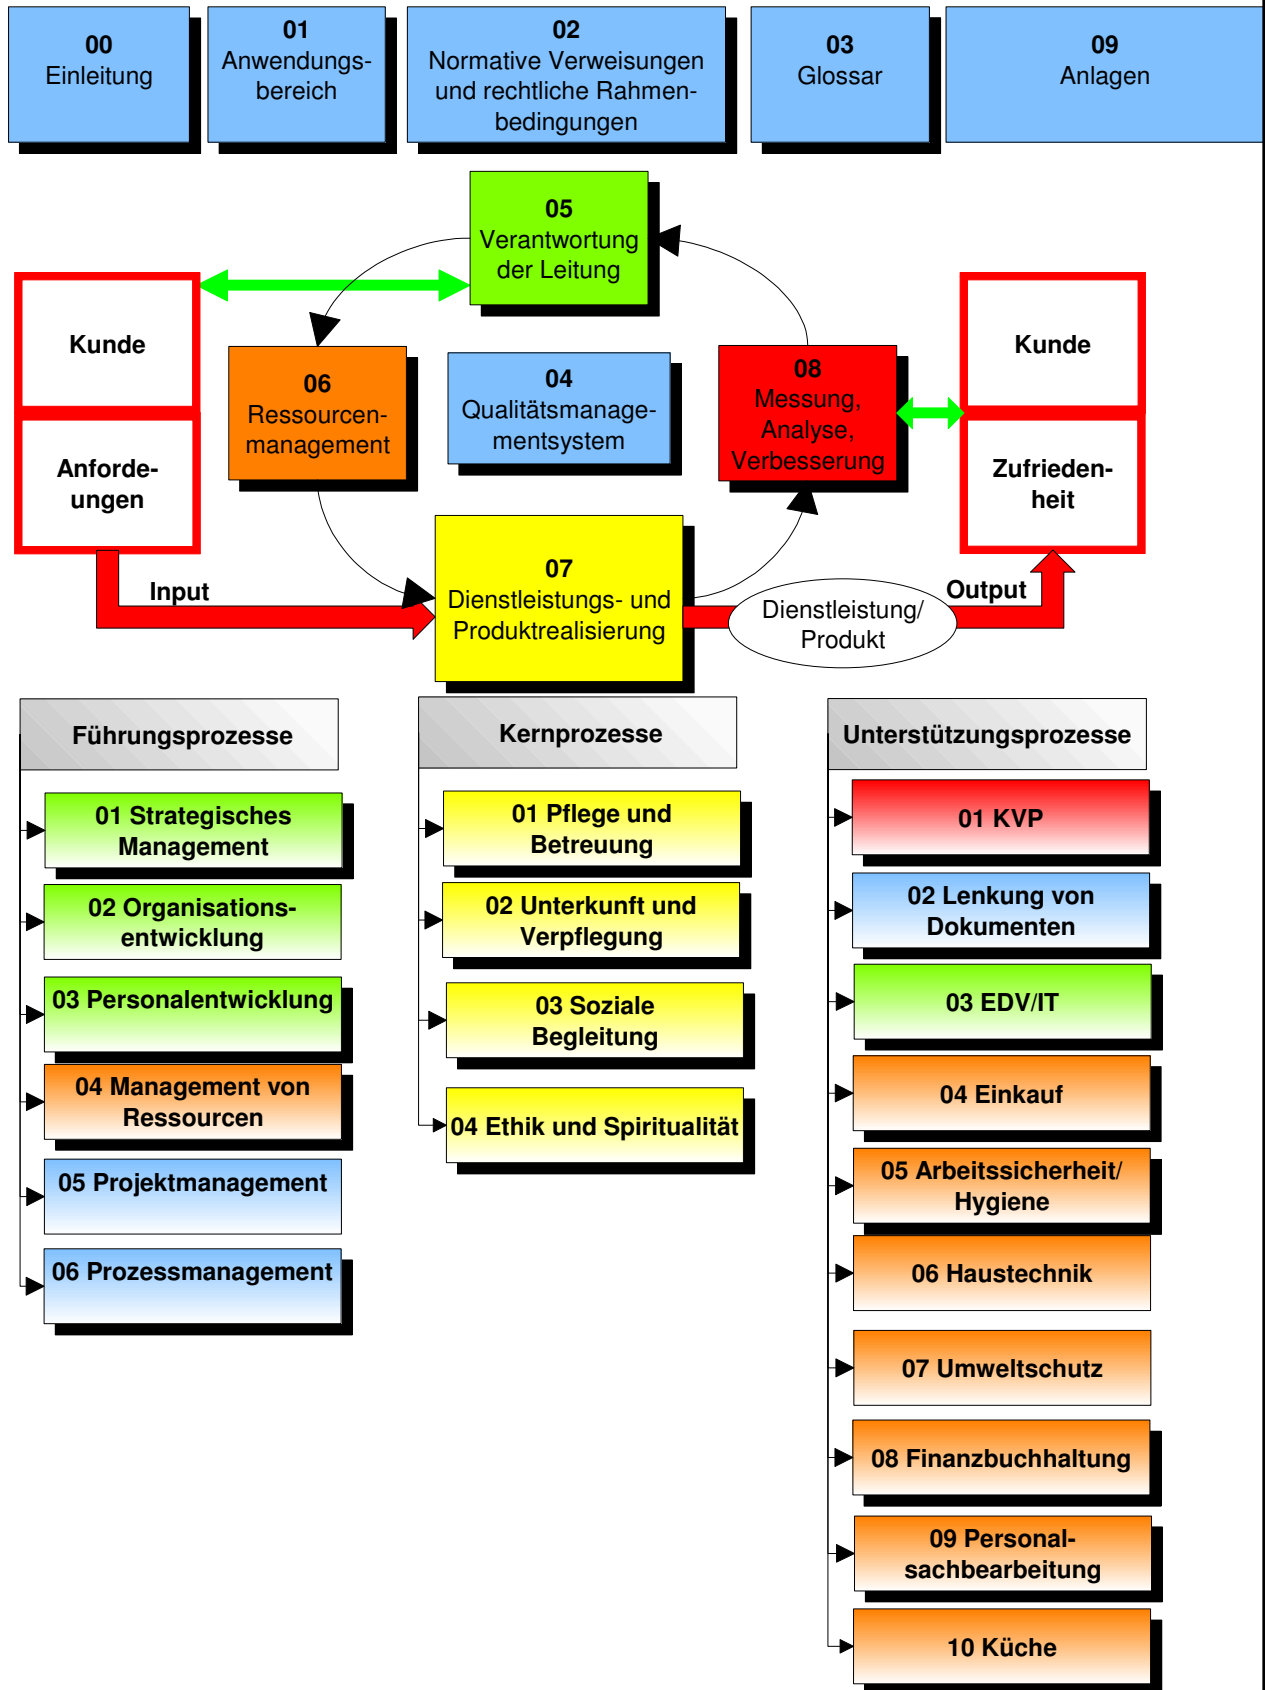 00
Einleitung
01
Anwendungs-
bereich
02
Normative Verweisungen
und rechtliche Rahmen-
bedingungen
03
Glossar
09
Anlagen
05
Verantwortung
der Leitung
Kunde
Anforde-
ungen
06
Ressourcen-
management
04
Qualitätsmanage-
mentsystem
08
Messung,
Analyse,
Verbesserung
Kunde
Zufrieden-
heit
Input
07
Dienstleistungs- und
Produktrealisierung
Dienstleistung/
Produkt
Output
Führungsprozesse
01 Strategisches
Management
02 Organisations-
entwicklung
03 Personalentwicklung
04 Management von
Ressourcen
05 Projektmanagement
06 Prozessmanagement
Kernprozesse
01 Pflege und
Betreuung
02 Unterkunft und
Verpflegung
03 Soziale
Begleitung
04 Ethik und Spiritualität
Unterstützungsprozesse
01 KVP
02 Lenkung von
Dokumenten
03 EDV/IT
04 Einkauf
05 Arbeitssicherheit/
Hygiene
06 Haustechnik
07 Umweltschutz
08 Finanzbuchhaltung
09 Personal-
sachbearbeitung
10 Küche